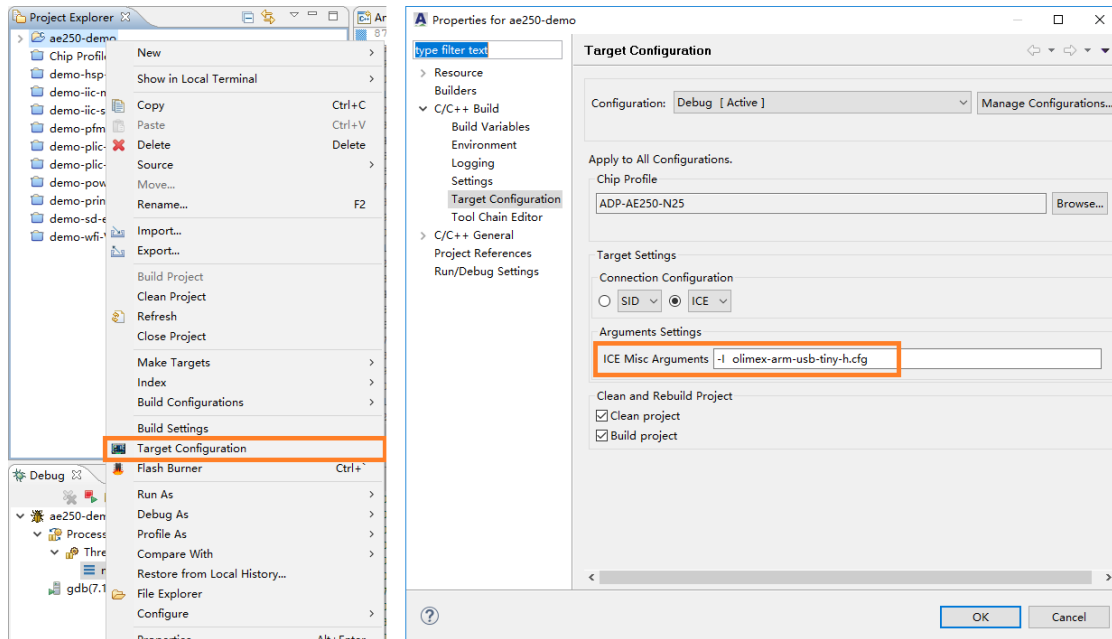 Project Explorer
Ar
ae250-demo
87
Chip Profil
demo-hsp-
demo-iic-m
demo-iic-s
demo-pfm
demo-plic-
demo-plic-
demo-pow
demo-prin
demo-sd-e
demo-wfi-
New
Show in Local Terminal
Copy Ctrl+C
Paste Ctrl+V
Delete Delete
Source
Move...
Rename... F2
Import...
Export...
Build Project
Clean Project
Refresh
Close Project
Make Targets
Index
Build Configurations
Build Settings
Target Configuration
Flash Burner Ctrl+`
Run As
Debug As
Profile As
Compare With
Restore from Local History...
File Explorer
Configure
Properties Alt+Enter
Debug
ae250-den
Process
Thre
gdb(7.1
Properties for ae250-demo
type filter text
Resource
Builders
C/C++ Build
Build Variables
Environment
Logging
Settings
Target Configuration
Tool Chain Editor
C/C++ General
Project References
Run/Debug Settings
Target Configuration
Configuration: Debug [ Active ] Manage Configurations...
Apply to All Configurations.
Chip Profile
ADP-AE250-N25 Browse...
Target Settings
Connection Configuration
SID ICE
Arguments Settings
ICE Misc Arguments -I olimex-arm-usb-tiny-h.cfg
Clean and Rebuild Project
Clean project
Build project
OK Cancel